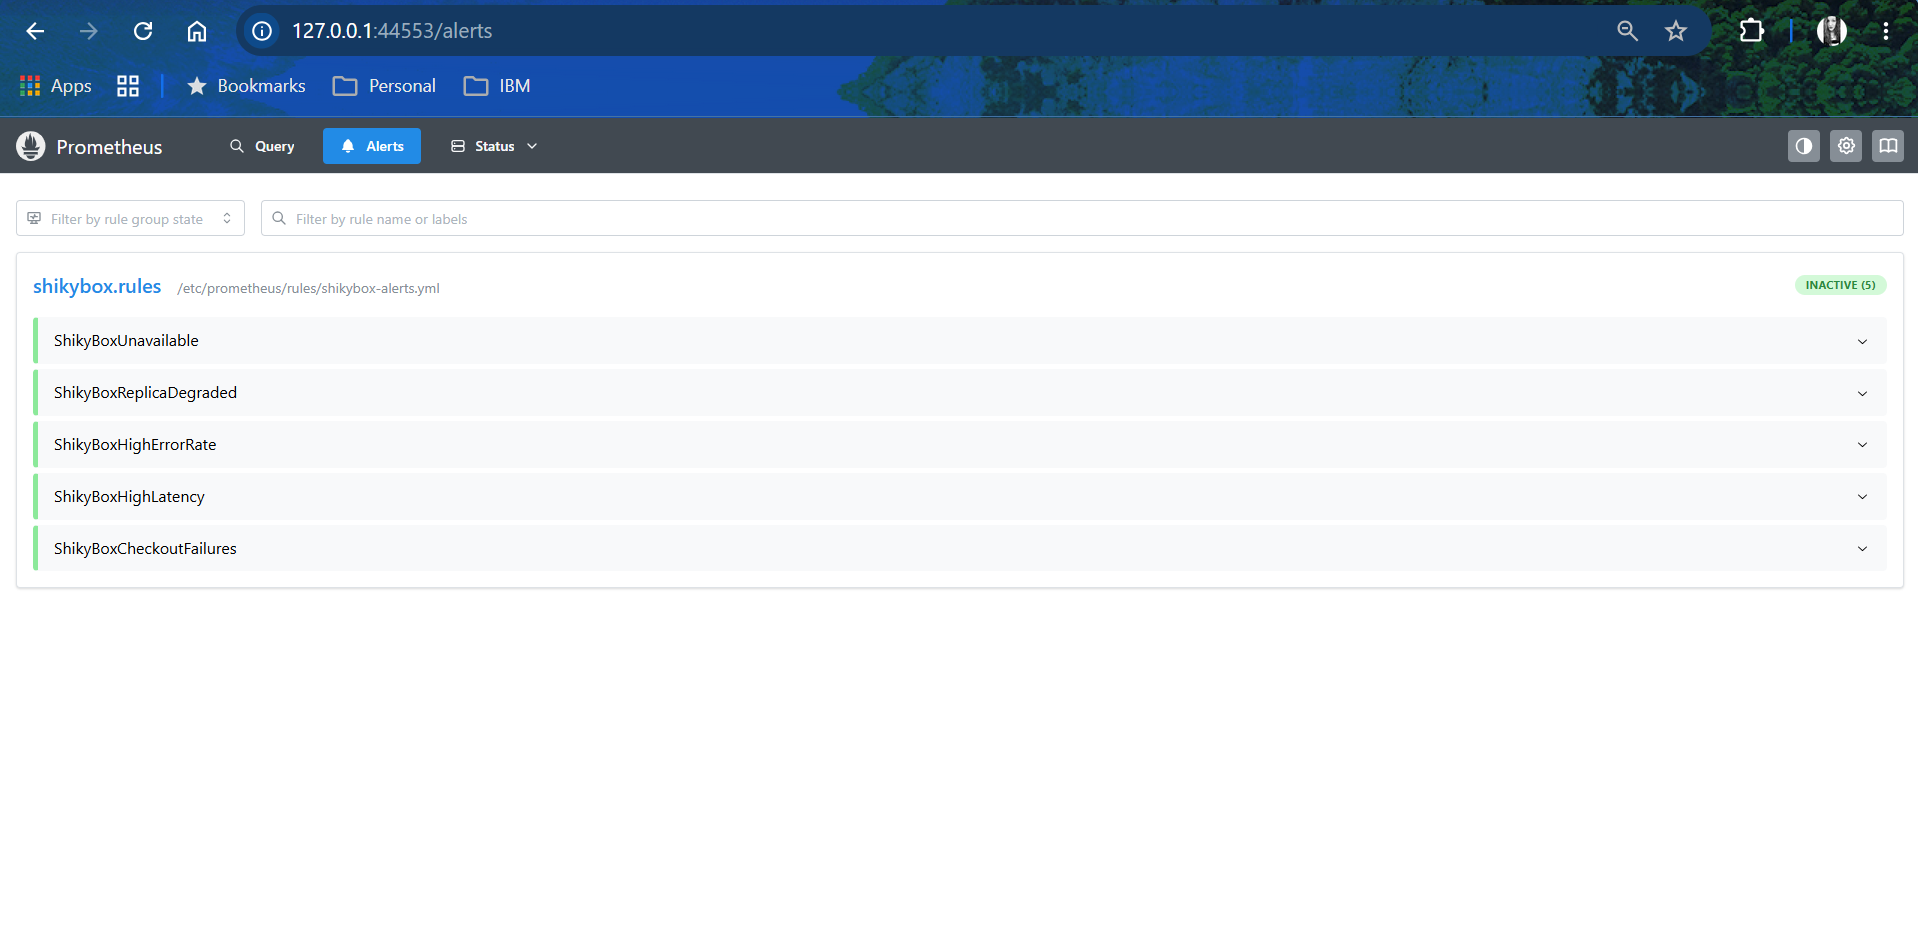 127.0.0.1:44553/alerts
Apps Bookmarks Personal IBM
Prometheus Query Alerts Status
Filter by rule group state Filter by rule name or labels
shikybox.rules /etc/prometheus/rules/shikybox-alerts.yml INACTIVE (5)
ShikyBoxUnavailable
ShikyBoxReplicaDegraded
ShikyBoxHighErrorRate
ShikyBoxHighLatency
ShikyBoxCheckoutFailures